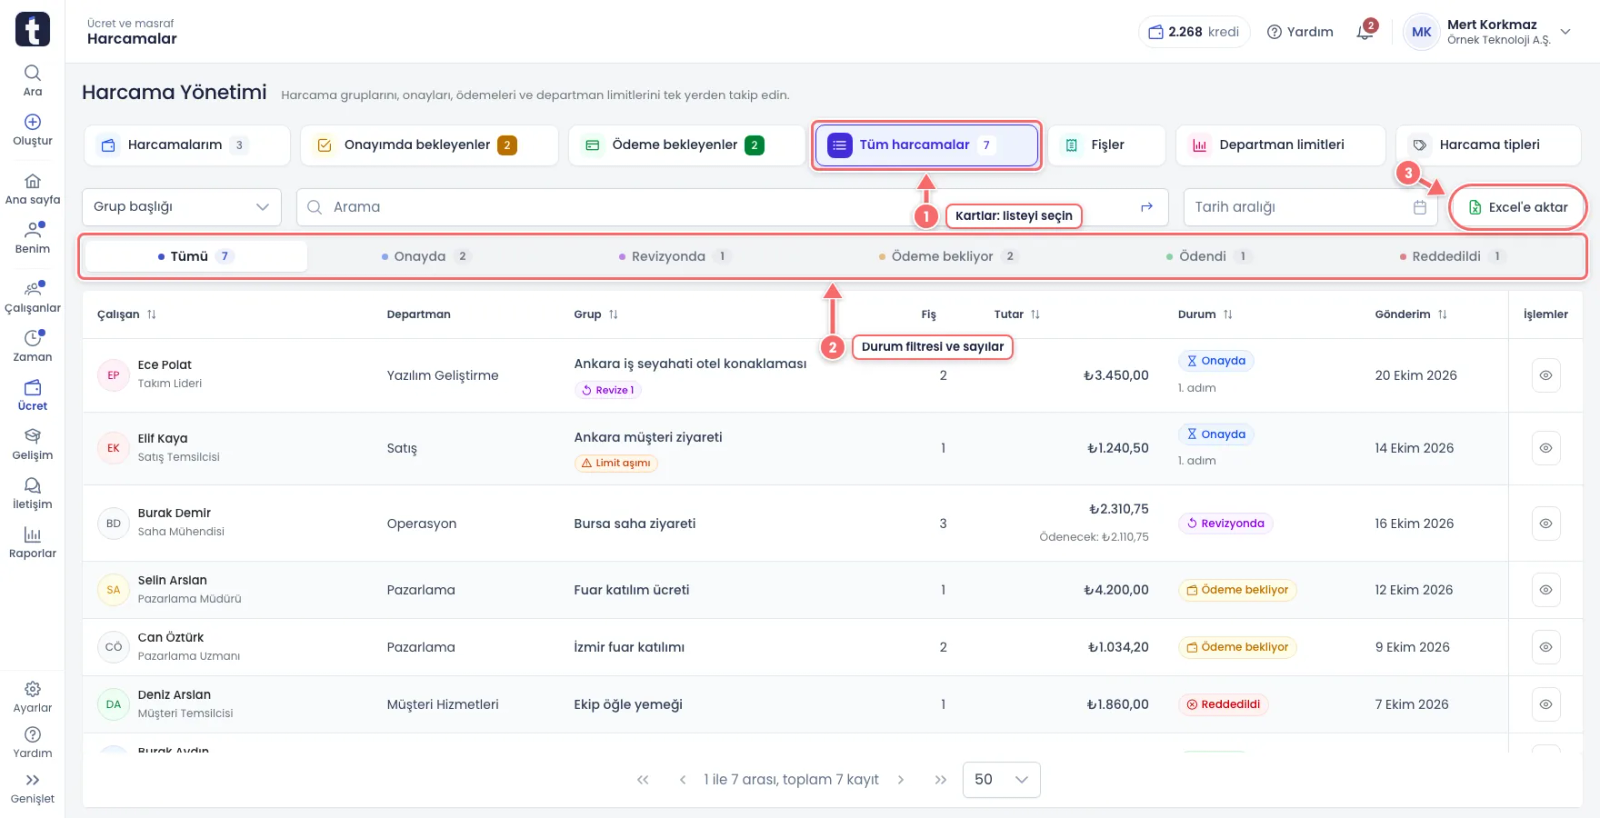 Ücret ve masraf
Harcamalar
2.268 kredi
Yardım
2
MK
Mert Korkmaz
Örnek Teknoloji A.Ş.
Ara
Oluştur
Ana sayfa
Benim
Çalışanlar
Zaman
Ücret
Gelişim
İletişim
Raporlar
Ayarlar
Yardım
Genişlet
Harcama Yönetimi
Harcama gruplarını, onayları, ödemeleri ve departman limitlerini tek yerden takip edin.
Harcamalarım 3
Onayımda bekleyenler 2
Ödeme bekleyenler 2
Tüm harcamalar 7
Fişler
Departman limitleri
Harcama tipleri
3
Grup başlığı
Arama
1
Kartlar: listeyi seçin
Tarih aralığı
Excel'e aktar
Tümü 7
Onayda 2
Revizyonda 1
Ödeme bekliyor 2
Ödendi 1
Reddedildi 1
Çalışan
Departman
Grup
Fiş
Tutar
Durum
Gönderim
İşlemler
2
Durum filtresi ve sayılar
EP
Ece Polat
Takım Lideri
Yazılım Geliştirme
Ankara iş seyahati otel konaklaması
Revize 1
2
₺3.450,00
Onayda
1. adım
20 Ekim 2026
EK
Elif Kaya
Satış Temsilcisi
Satış
Ankara müşteri ziyareti
Limit aşımı
1
₺1.240,50
Onayda
1. adım
14 Ekim 2026
BD
Burak Demir
Saha Mühendisi
Operasyon
Bursa saha ziyareti
3
₺2.310,75
Ödenecek: ₺2.110,75
Revizyonda
16 Ekim 2026
SA
Selin Arslan
Pazarlama Müdürü
Pazarlama
Fuar katılım ücreti
1
₺4.200,00
Ödeme bekliyor
12 Ekim 2026
CÖ
Can Öztürk
Pazarlama Uzmanı
Pazarlama
İzmir fuar katılımı
2
₺1.034,20
Ödeme bekliyor
9 Ekim 2026
DA
Deniz Arslan
Müşteri Temsilcisi
Müşteri Hizmetleri
Ekip öğle yemeği
1
₺1.860,00
Reddedildi
7 Ekim 2026
Burak Aydın
1 ile 7 arası, toplam 7 kayıt
50